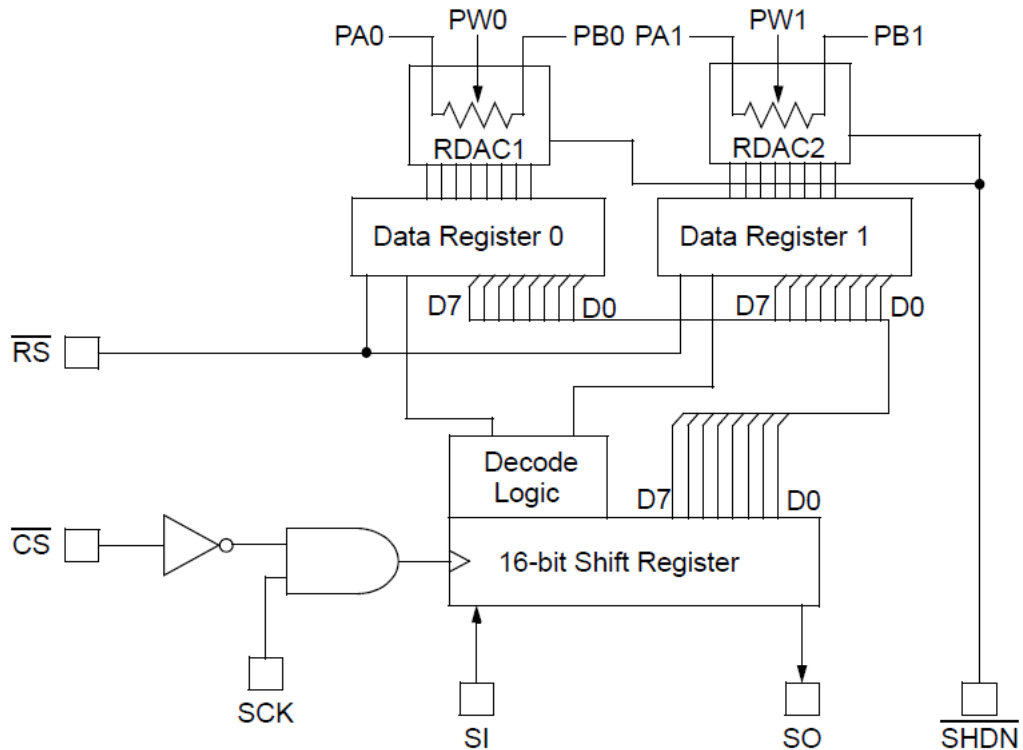 PW0
PW1
PA0
PB0
PA1
PB1
RDAC1
RDAC2
Data Register 0
Data Register 1
D7
D0
D7
D0
RS
Decode
Logic
D7
D0
CS
16-bit Shift Register
SCK
SI
SO
SHDN